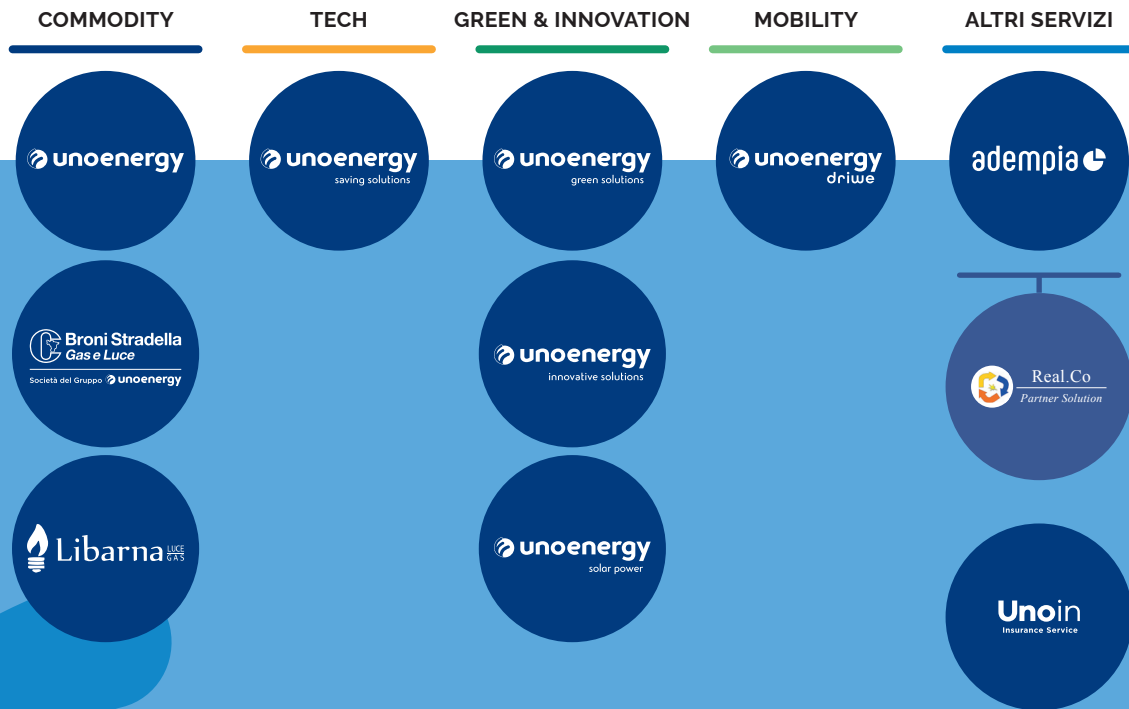 COMMODITY
TECH
GREEN & INNOVATION
MOBILITY
ALTRI SERVIZI
unoenergy
unoenergy
saving solutions
unoenergy
green solutions
unoenergy
driwe
adempia
Broni Stradella
Gas e Luce
Società del Gruppo unoenergy
unoenergy
innovative solutions
Real.Co
Partner Solution
Libarna LUCE
GAS
unoenergy
solar power
Unoin
Insurance Service